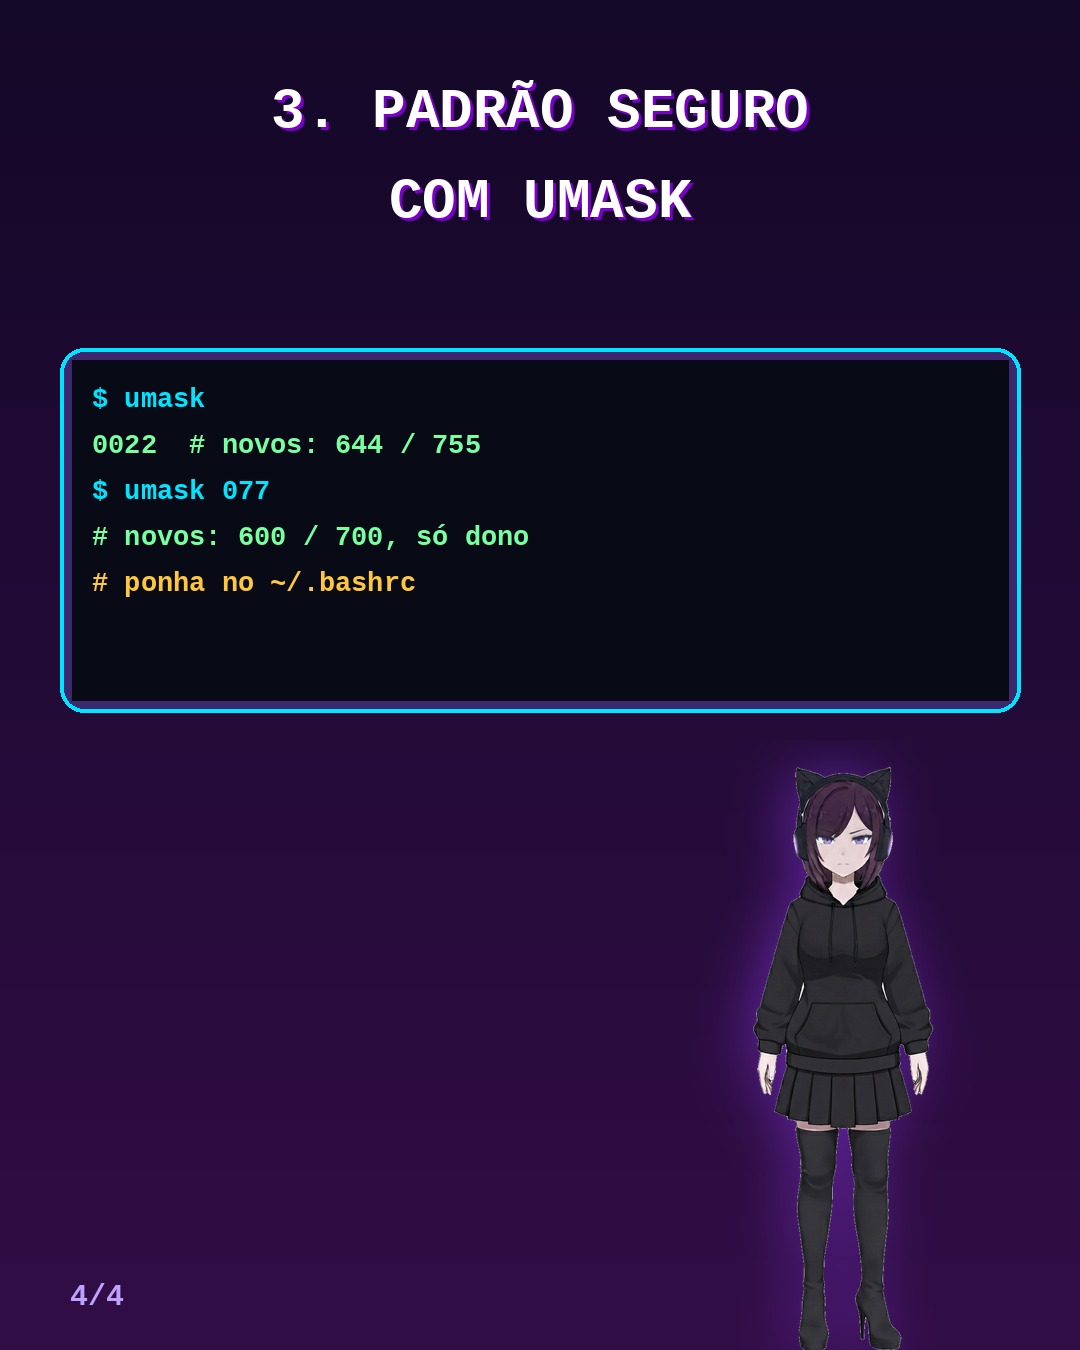 3. PADRÃO SEGURO
COM UMASK
$ umask
0022  # novos: 644 / 755
$ umask 077
# novos: 600 / 700, só dono
# ponha no ~/.bashrc
4/4